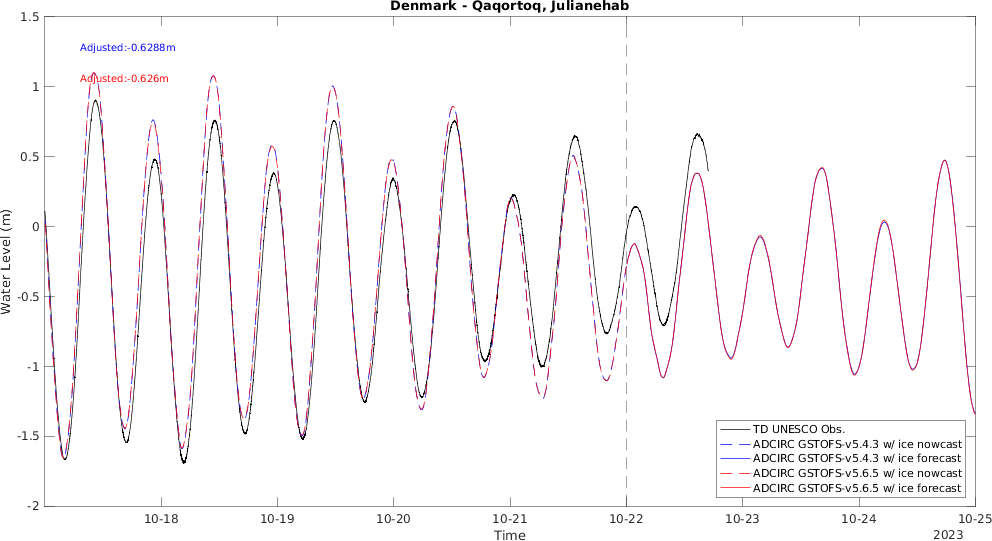 Denmark - Qaqortoq, Julianehab
Adjusted:-0.6288m
Adjusted:-0.626m
Water Level (m)
1.5
1
0.5
0
-0.5
-1
-1.5
-2
10-18
10-19
10-20
10-21
10-22
10-23
10-24
10-25
Time
2023
TD UNESCO Obs.
ADCIRC GSTOFS-v5.4.3 w/ ice nowcast
ADCIRC GSTOFS-v5.4.3 w/ ice forecast
ADCIRC GSTOFS-v5.6.5 w/ ice nowcast
ADCIRC GSTOFS-v5.6.5 w/ ice forecast